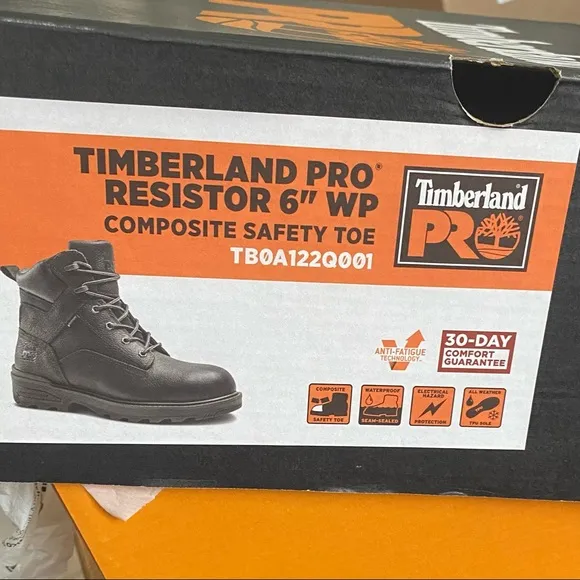 TIMBERLAND PRO®
RESISTOR 6" WP
COMPOSITE SAFETY TOE
TB0A122Q001
Timberland
PRO
ANTI-FATIGUE
TECHNOLOGY
30-DAY
COMFORT
GUARANTEE
COMPOSITE
SAFETY TOE
WATERPROOF
SEAM-SEALED
ELECTRICAL
HAZARD
PROTECTION
ALL WEATHER
TPU SOLE